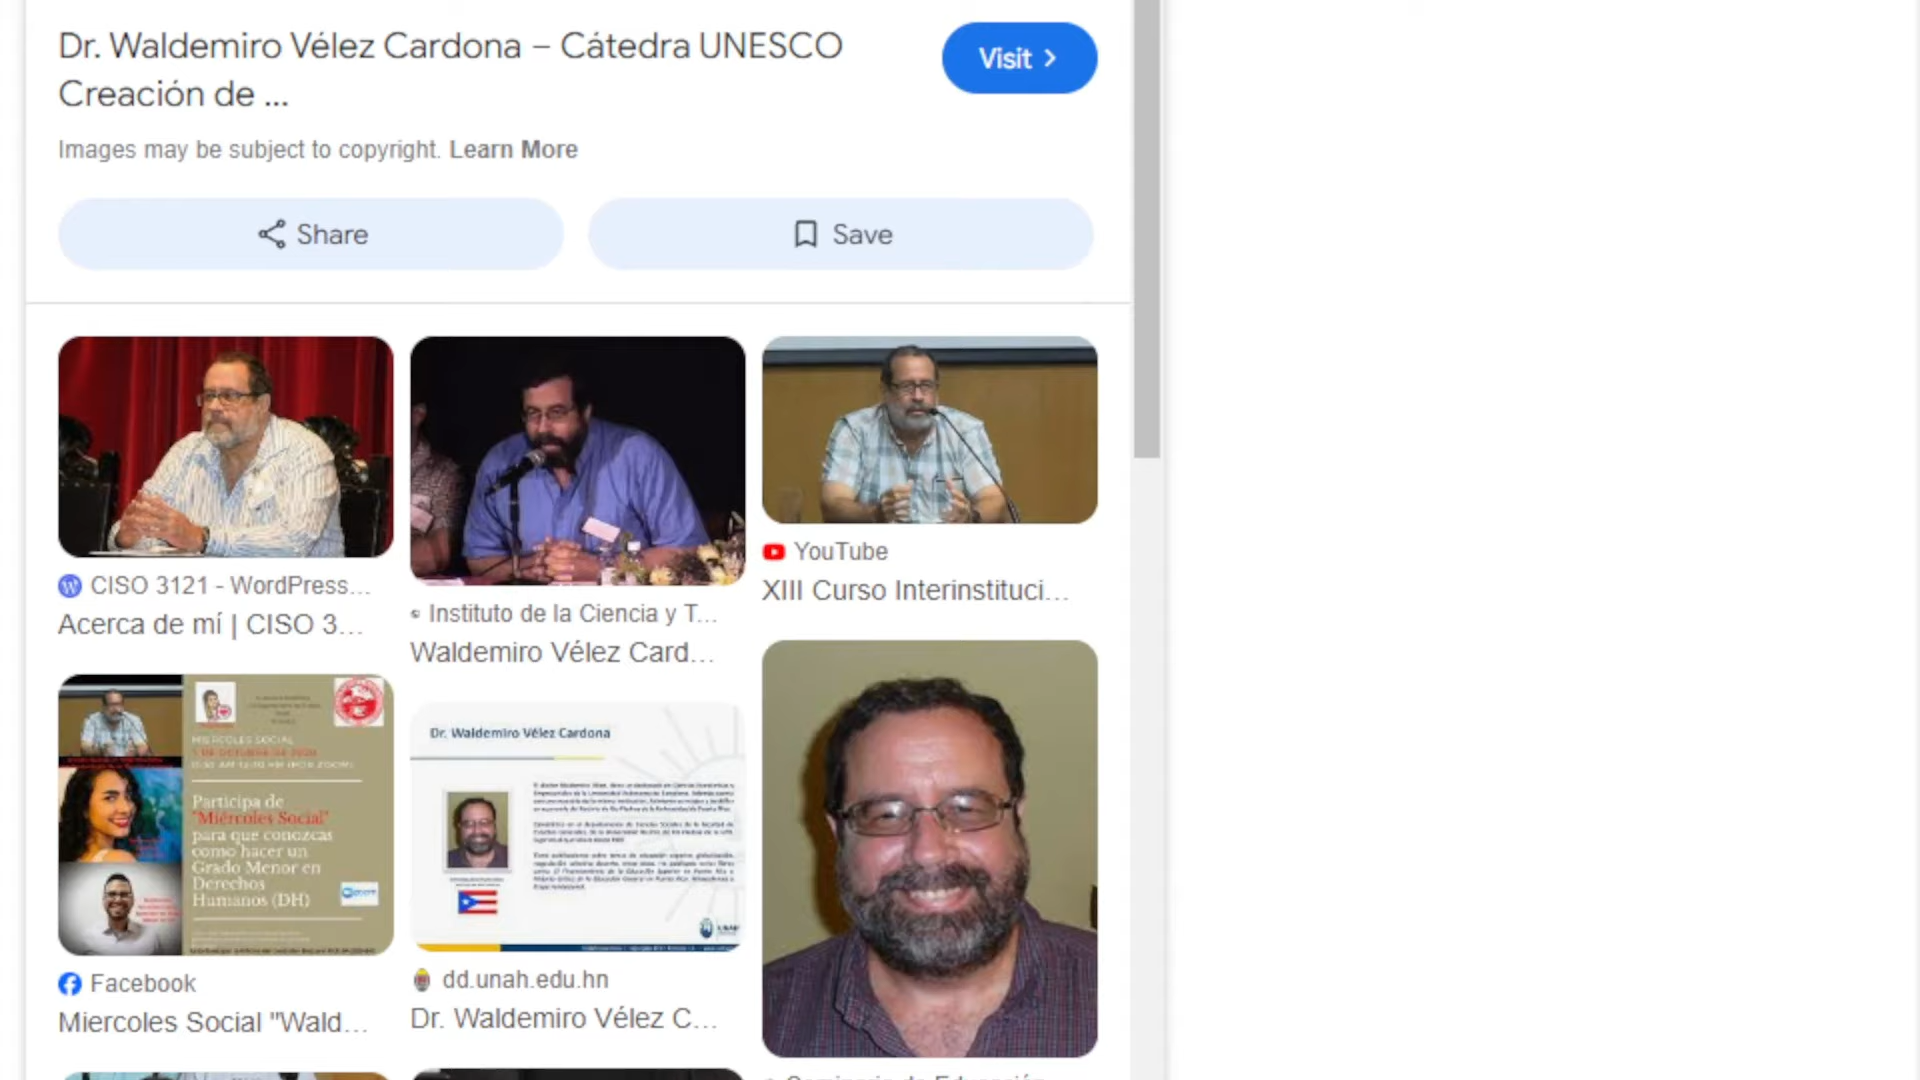 Dr. Waldemiro Vélez Cardona – Cátedra UNESCO
Creación de ...
Visit
Images may be subject to copyright. Learn More
Share
Save
CISO 3121 - WordPress...
Acerca de mí | CISO 3...
Instituto de la Ciencia y T...
Waldemiro Vélez Card...
YouTube
XIII Curso Interinstituci...
MIERCOLES SOCIAL
Participa de
"Miércoles Social"
para que conozcas
como hacer un
Grado Menor en
Derechos
Humanos (DH)
Facebook
Miercoles Social "Wald...
Dr. Waldemiro Vélez Cardona
dd.unah.edu.hn
Dr. Waldemiro Vélez C...